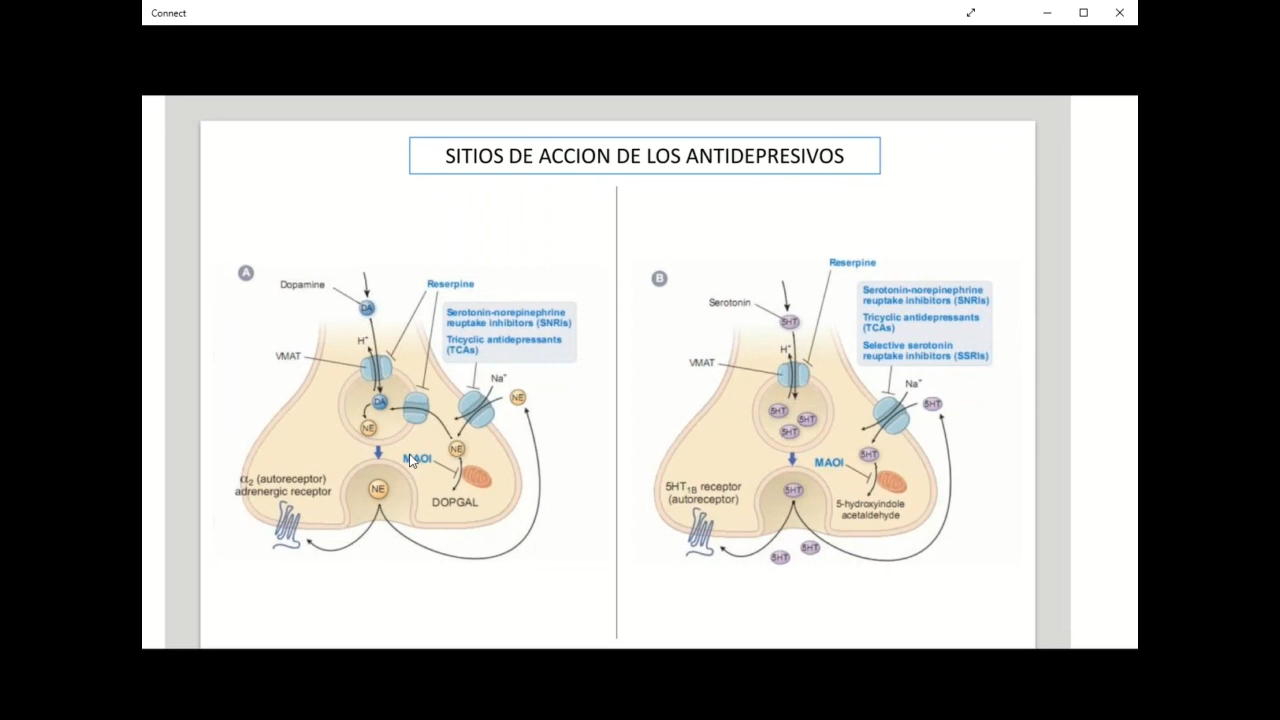 Connect
SITIOS DE ACCION DE LOS ANTIDEPRESIVOS
A
Dopamine
DA
Reserpine
Serotonin-norepinephrine
reuptake inhibitors (SNRIs)
Tricyclic antidepressants
(TCAs)
H+
VMAT
Na+
NE
DA
NE
NE
MAOI
α2 (autoreceptor)
adrenergic receptor
NE
DOPGAL
B
Reserpine
Serotonin
5HT
Serotonin-norepinephrine
reuptake inhibitors (SNRIs)
Tricyclic antidepressants
(TCAs)
Selective serotonin
reuptake inhibitors (SSRIs)
H+
VMAT
Na+
5HT
5HT
5HT
5HT
5HT
MAOI
5HT1B receptor
(autoreceptor)
5HT
5-hydroxyindole
acetaldehyde
5HT
5HT